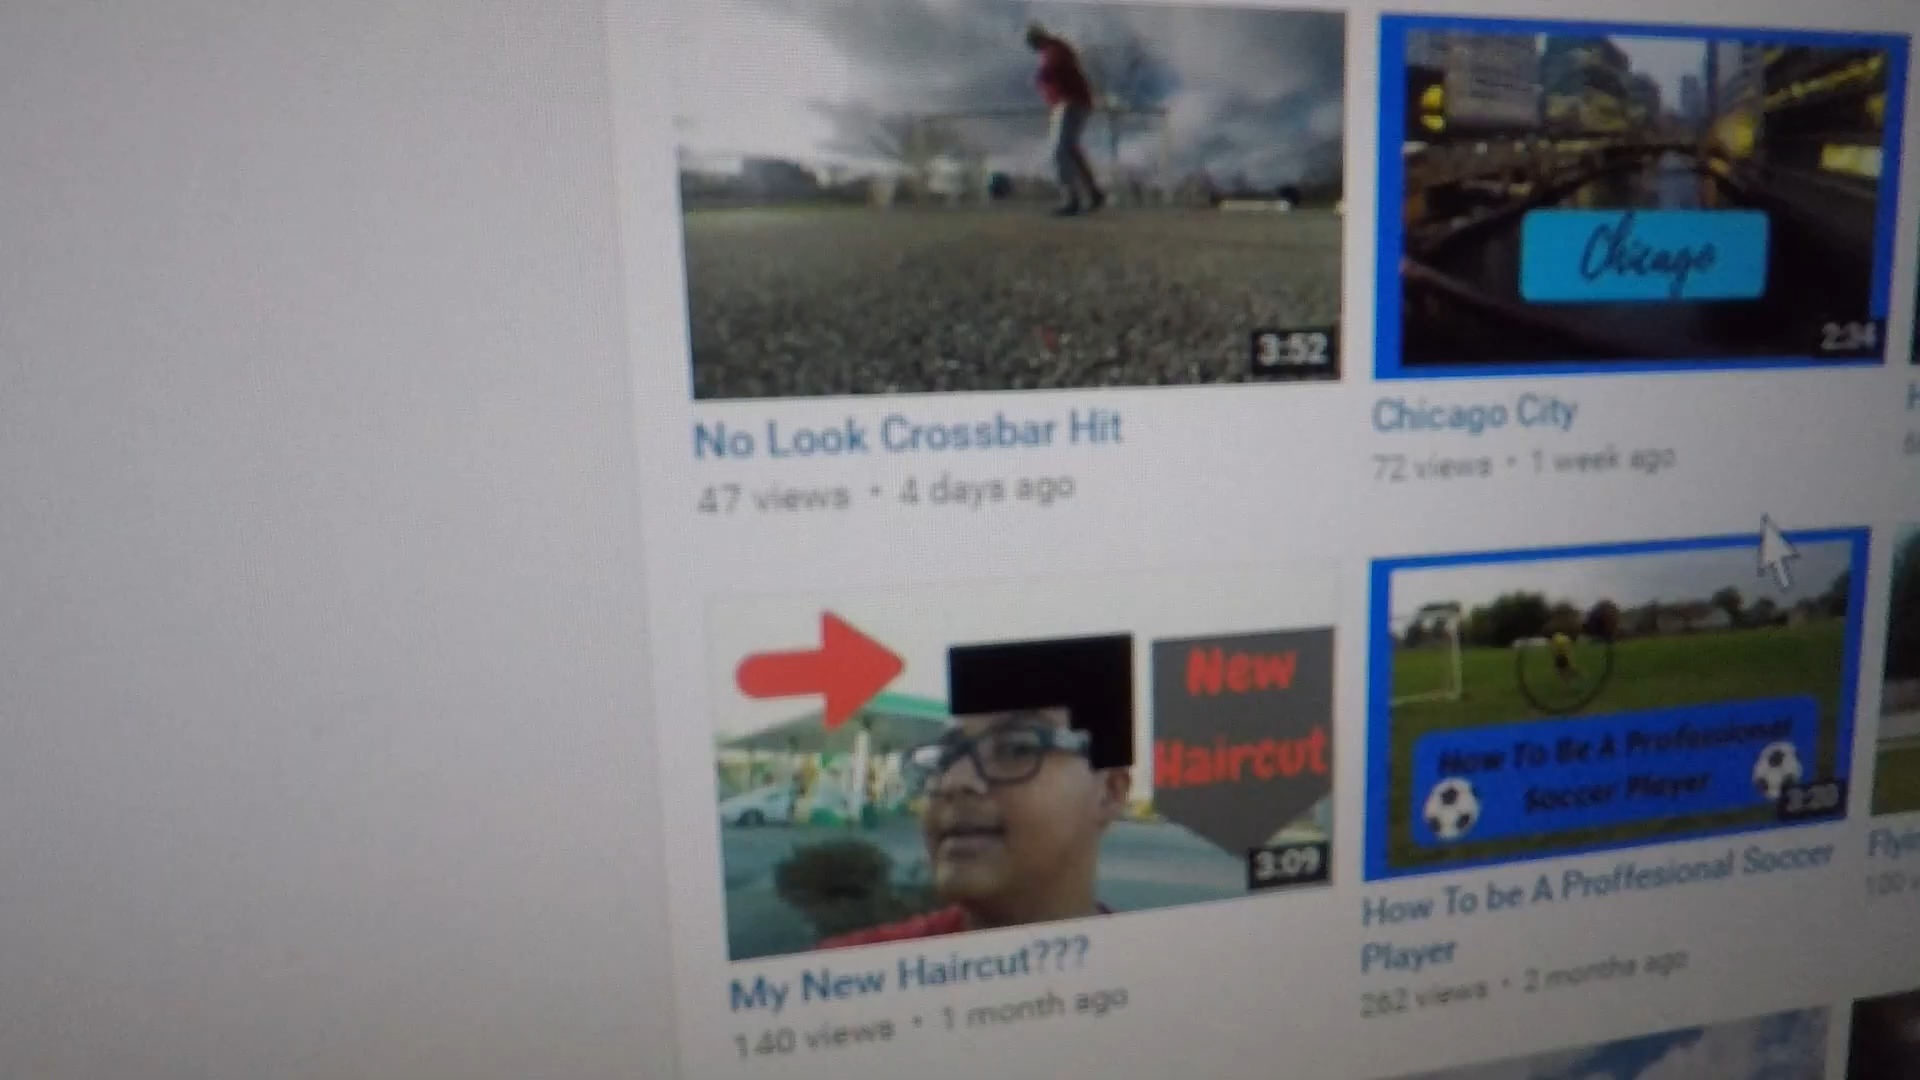 3:52
No Look Crossbar Hit
47 views • 4 days ago
Chicago
2:34
Chicago City
72 views • 1 week ago
New
Haircut
3:09
My New Haircut???
140 views • 1 month ago
How To Be A Professional
Soccer Player
3:20
How To be A Proffesional Soccer
Player
262 views • 2 months ago